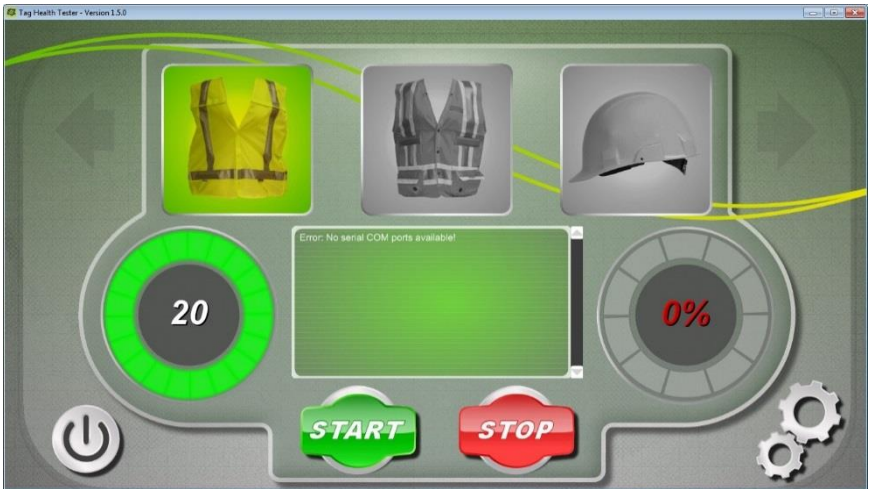 Tag Health Tester - Version 1.5.0
Error: No serial COM ports available!
20
0%
START
STOP